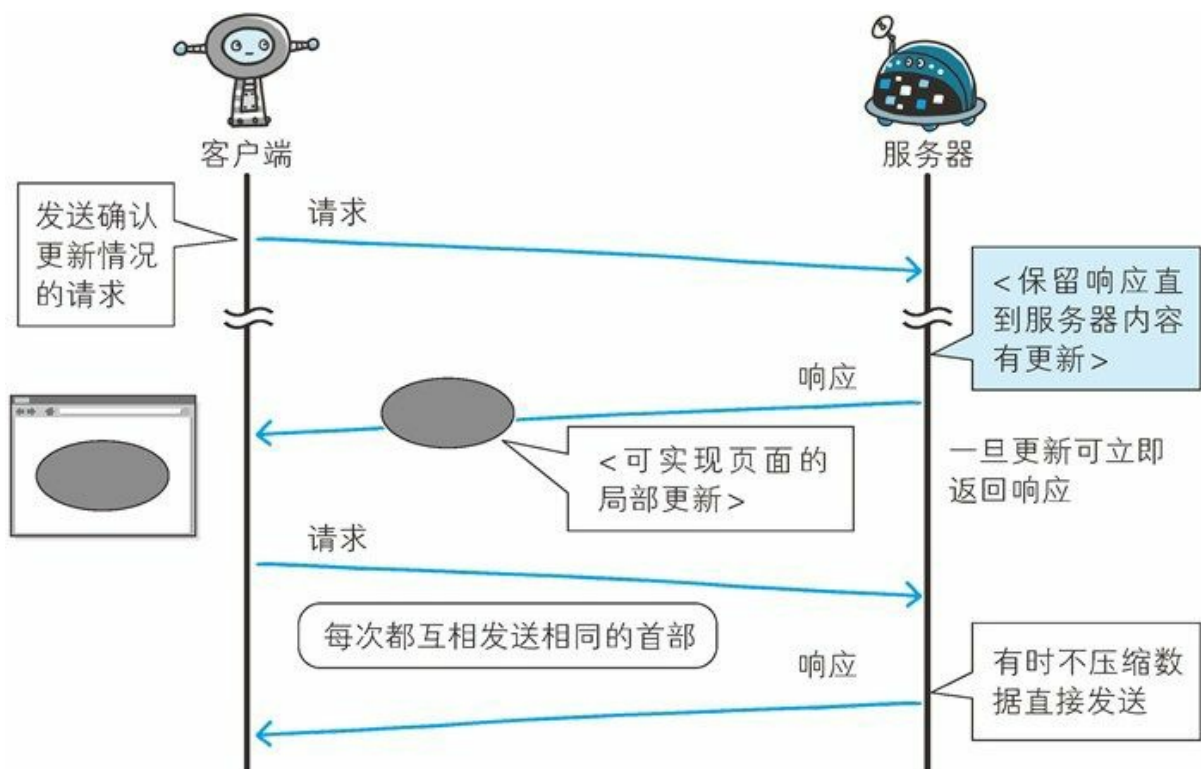 客户端
服务器
发送确认
更新情况
的请求
请求
<保留响应直
到服务器内容
有更新>
响应
<可实现页面的
局部更新>
一旦更新可立即
返回响应
请求
每次都互相发送相同的首部
响应
有时不压缩数
据直接发送